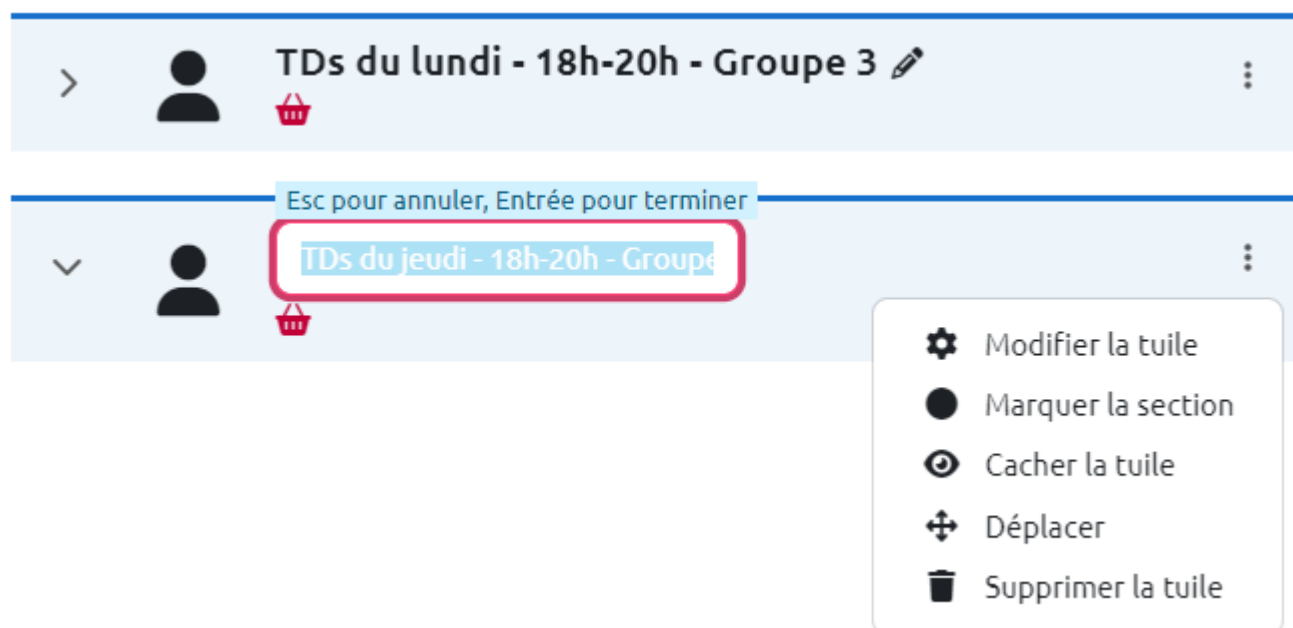 TDs du lundi - 18h-20h - Groupe 3
Esc pour annuler, Entrée pour terminer
TDs du jeudi - 18h-20h - Groupe
Modifier la tuile
Marquer la section
Cacher la tuile
Déplacer
Supprimer la tuile